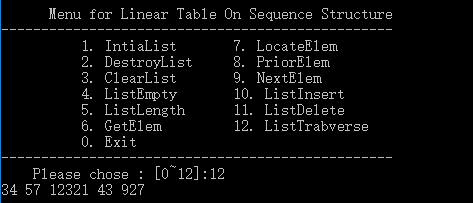 Menu for Linear Table On Sequence Structure
-------------------------------------------------
1. IntiaList 7. LocateElem
2. DestroyList 8. PriorElem
3. ClearList 9. NextElem
4. ListEmpty 10. ListInsert
5. ListLength 11. ListDelete
6. GetElem 12. ListTrabverse
0. Exit
-------------------------------------------------
Please chose : [0~12]:12
34 57 12321 43 927